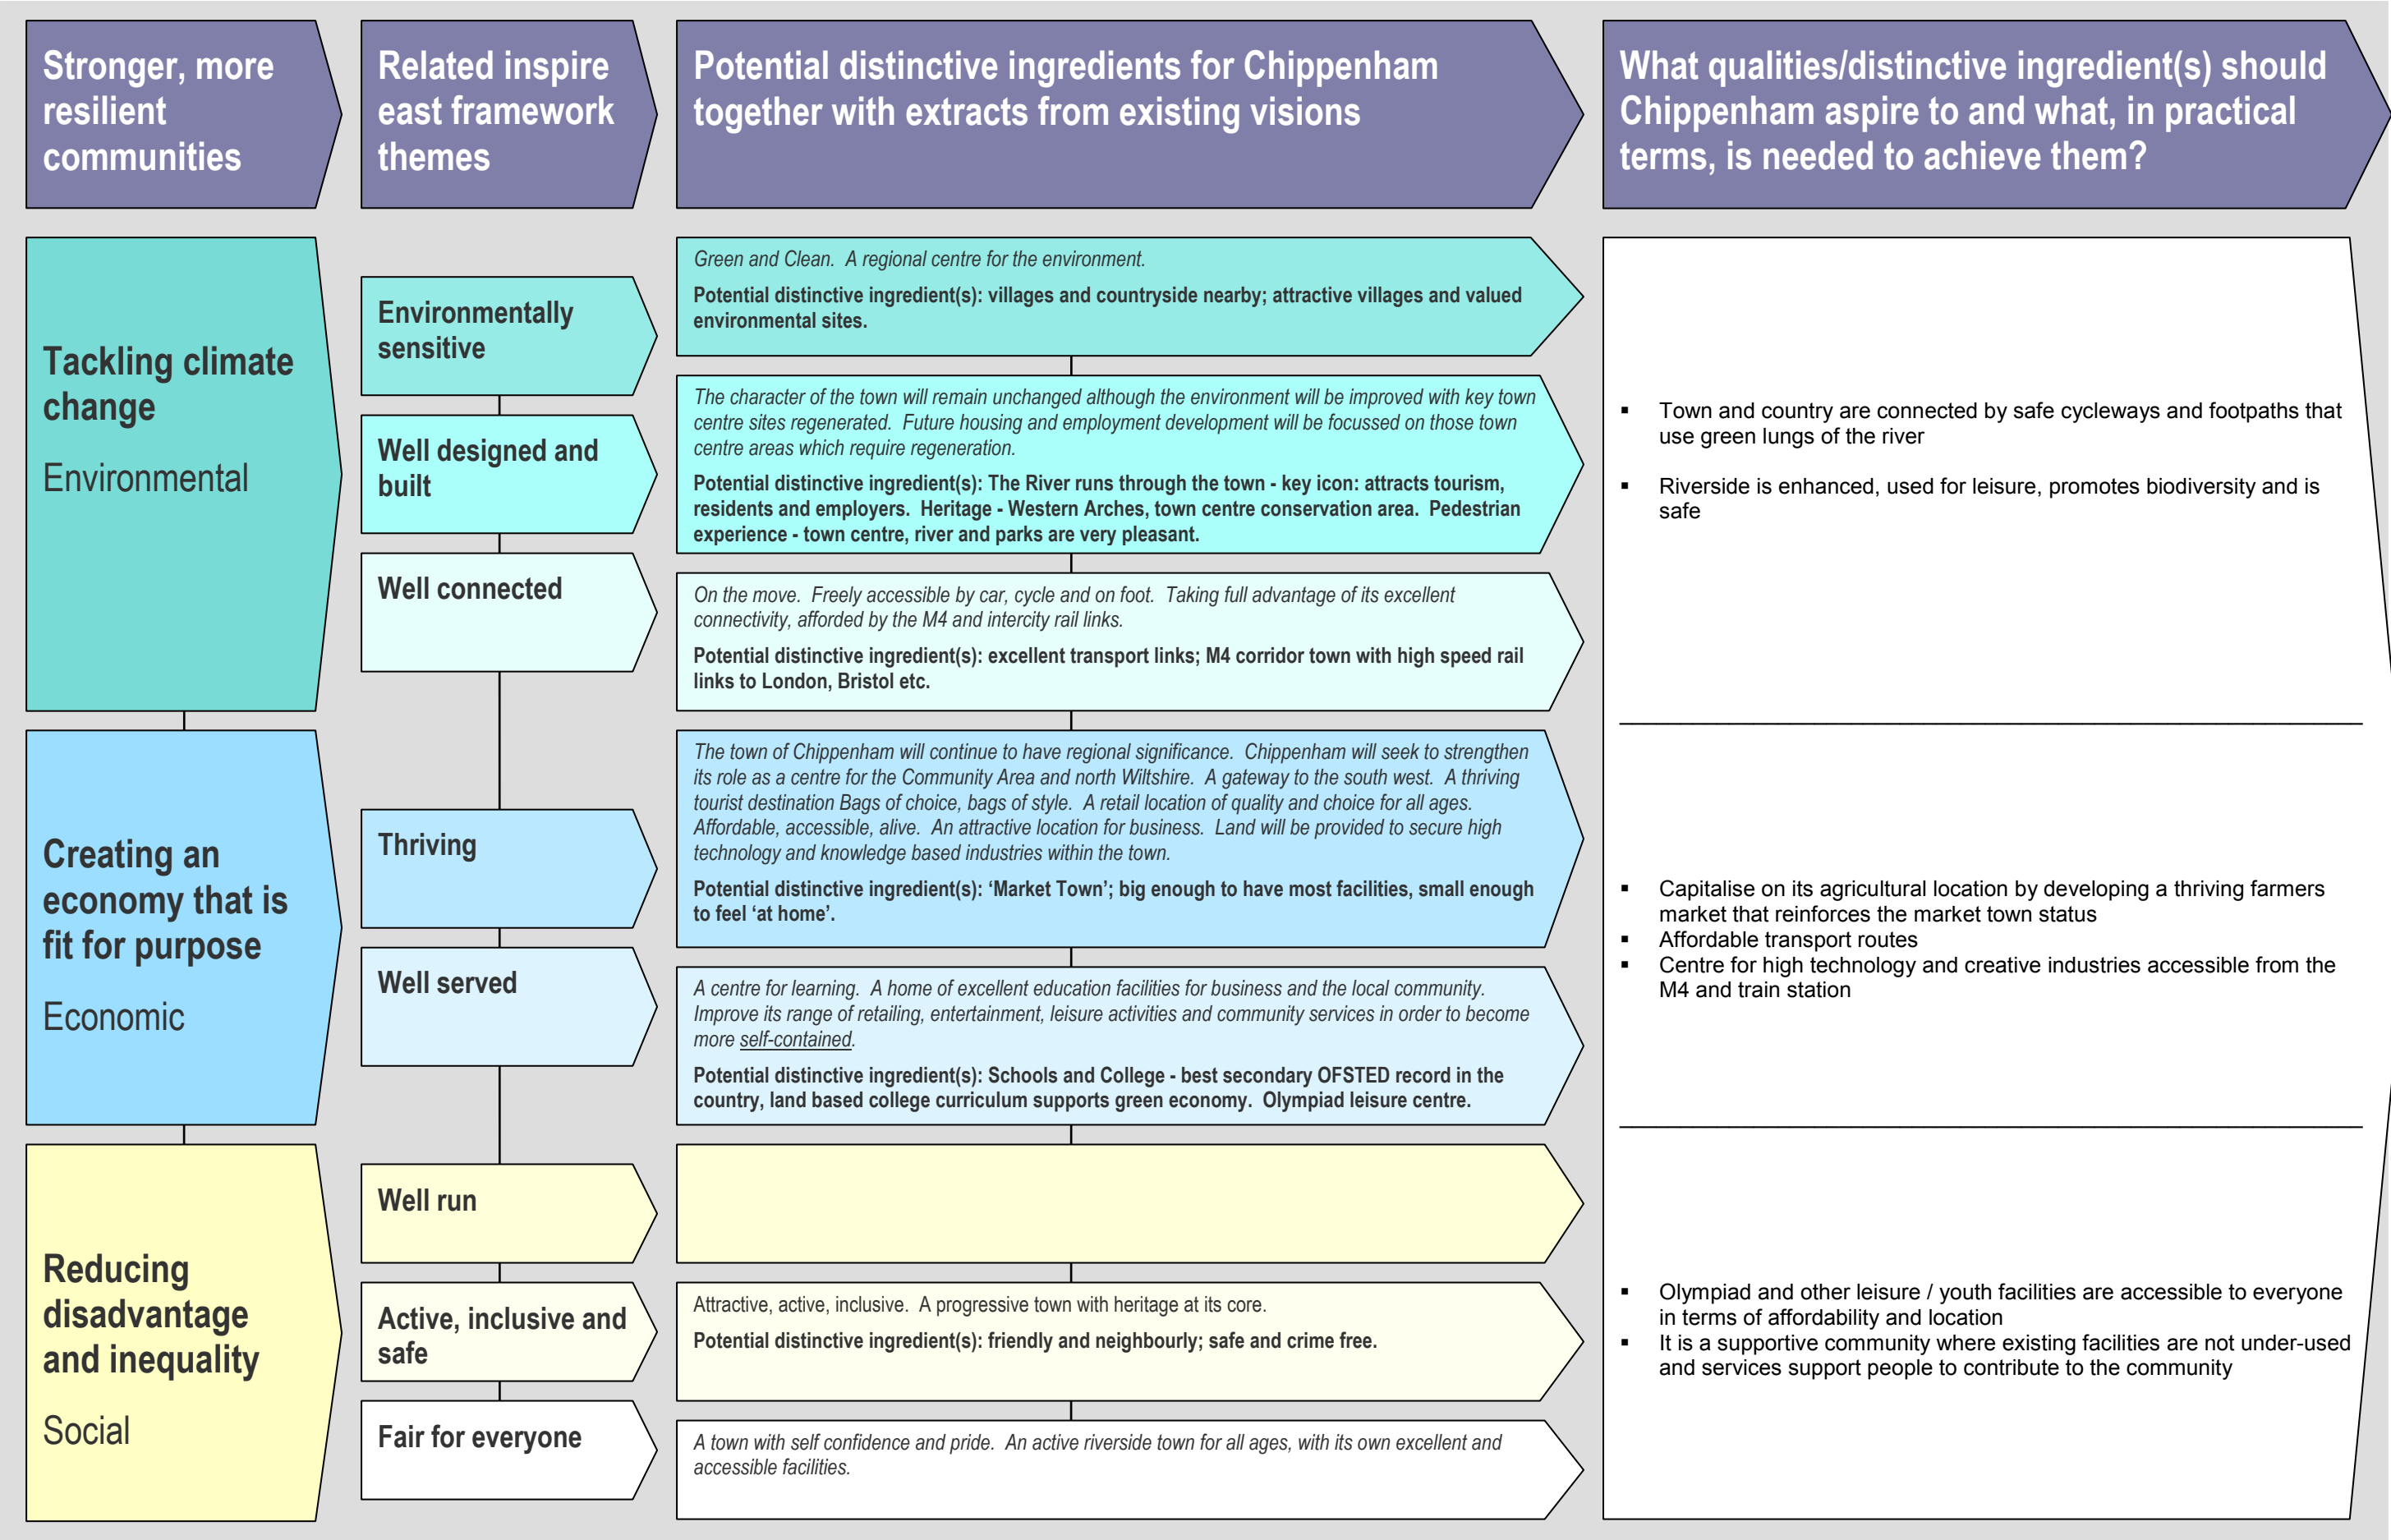 Stronger, more
resilient
communities
Related inspire
east framework
themes
Potential distinctive ingredients for Chippenham
together with extracts from existing visions
What qualities/distinctive ingredient(s) should
Chippenham aspire to and what, in practical
terms, is needed to achieve them?
Tackling climate
change
Environmental
Environmentally
sensitive
Well designed and
built
Well connected
Green and Clean.  A regional centre for the environment.
Potential distinctive ingredient(s): villages and countryside nearby; attractive villages and valued
environmental sites.
The character of the town will remain unchanged although the environment will be improved with key town
centre sites regenerated.  Future housing and employment development will be focussed on those town
centre areas which require regeneration.
Potential distinctive ingredient(s): The River runs through the town - key icon: attracts tourism,
residents and employers.  Heritage - Western Arches, town centre conservation area.  Pedestrian
experience - town centre, river and parks are very pleasant.
On the move.  Freely accessible by car, cycle and on foot.  Taking full advantage of its excellent
connectivity, afforded by the M4 and intercity rail links.
Potential distinctive ingredient(s): excellent transport links; M4 corridor town with high speed rail
links to London, Bristol etc.
▪ Town and country are connected by safe cycleways and footpaths that
use green lungs of the river
▪ Riverside is enhanced, used for leisure, promotes biodiversity and is
safe
Creating an
economy that is
fit for purpose
Economic
Thriving
Well served
The town of Chippenham will continue to have regional significance.  Chippenham will seek to strengthen
its role as a centre for the Community Area and north Wiltshire.  A gateway to the south west.  A thriving
tourist destination Bags of choice, bags of style.  A retail location of quality and choice for all ages.
Affordable, accessible, alive.  An attractive location for business.  Land will be provided to secure high
technology and knowledge based industries within the town.
Potential distinctive ingredient(s): ‘Market Town’; big enough to have most facilities, small enough
to feel ‘at home’.
A centre for learning.  A home of excellent education facilities for business and the local community.
Improve its range of retailing, entertainment, leisure activities and community services in order to become
more self-contained.
Potential distinctive ingredient(s): Schools and College - best secondary OFSTED record in the
country, land based college curriculum supports green economy.  Olympiad leisure centre.
▪ Capitalise on its agricultural location by developing a thriving farmers
market that reinforces the market town status
▪ Affordable transport routes
▪ Centre for high technology and creative industries accessible from the
M4 and train station
Reducing
disadvantage
and inequality
Social
Well run
Active, inclusive and
safe
Fair for everyone
Attractive, active, inclusive.  A progressive town with heritage at its core.
Potential distinctive ingredient(s): friendly and neighbourly; safe and crime free.
A town with self confidence and pride.  An active riverside town for all ages, with its own excellent and
accessible facilities.
▪ Olympiad and other leisure / youth facilities are accessible to everyone
in terms of affordability and location
▪ It is a supportive community where existing facilities are not under-used
and services support people to contribute to the community